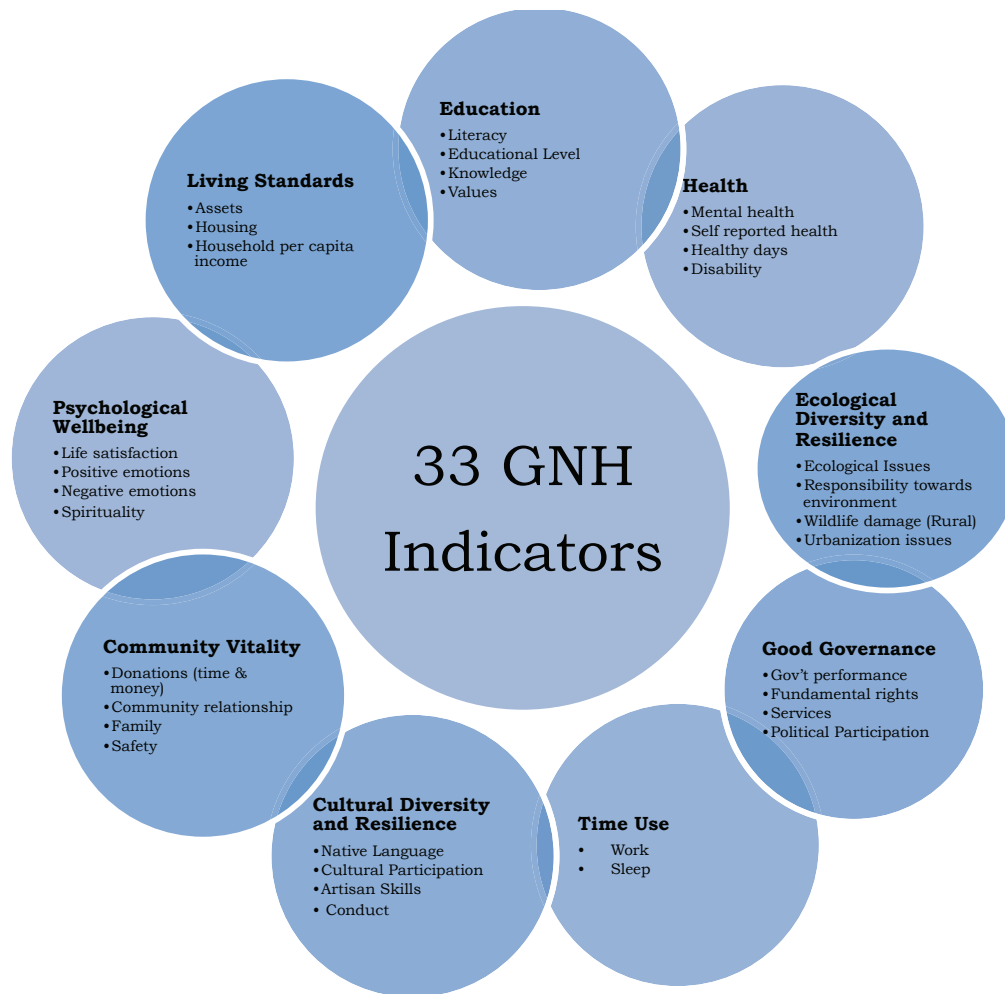 Education
•Literacy
•Educational Level
•Knowledge
•Values
Health
•Mental health
•Self reported health
•Healthy days
•Disability
Ecological
Diversity and
Resilience
•Ecological Issues
•Responsibility towards
environment
•Wildlife damage (Rural)
•Urbanization issues
Good Governance
•Gov't performance
•Fundamental rights
•Services
•Political Participation
Time Use
• Work
• Sleep
Cultural Diversity
and Resilience
•Native Language
•Cultural Participation
•Artisan Skills
• Conduct
Community Vitality
•Donations (time &
money)
•Community relationship
•Family
•Safety
Psychological
Wellbeing
•Life satisfaction
•Positive emotions
•Negative emotions
•Spirituality
Living Standards
•Assets
•Housing
•Household per capita
income
33 GNH
Indicators